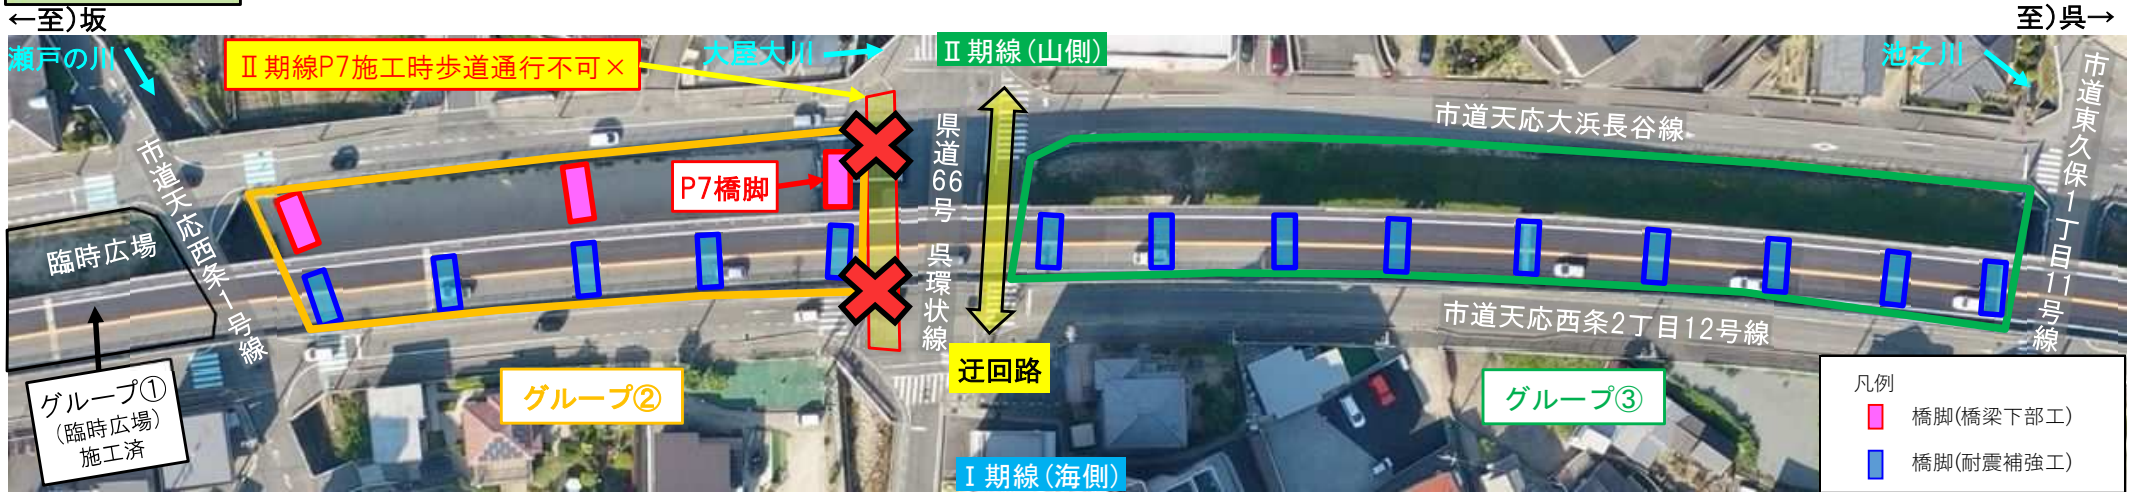 ←至)坂
至)呉→
瀬戸の川
Ⅱ期線P7施工時歩道通行不可×
大屋大川
Ⅱ期線(山側)
池之川
市道東久保1丁目11号線
市道天応大浜長谷線
県道66号 呉環状線
市道天応西条1号線
P7橋脚
臨時広場
市道天応西条2丁目12号線
迂回路
グループ①
(臨時広場)
施工済
グループ②
グループ③
凡例
橋脚(橋梁下部工)
橋脚(耐震補強工)
Ⅰ期線(海側)